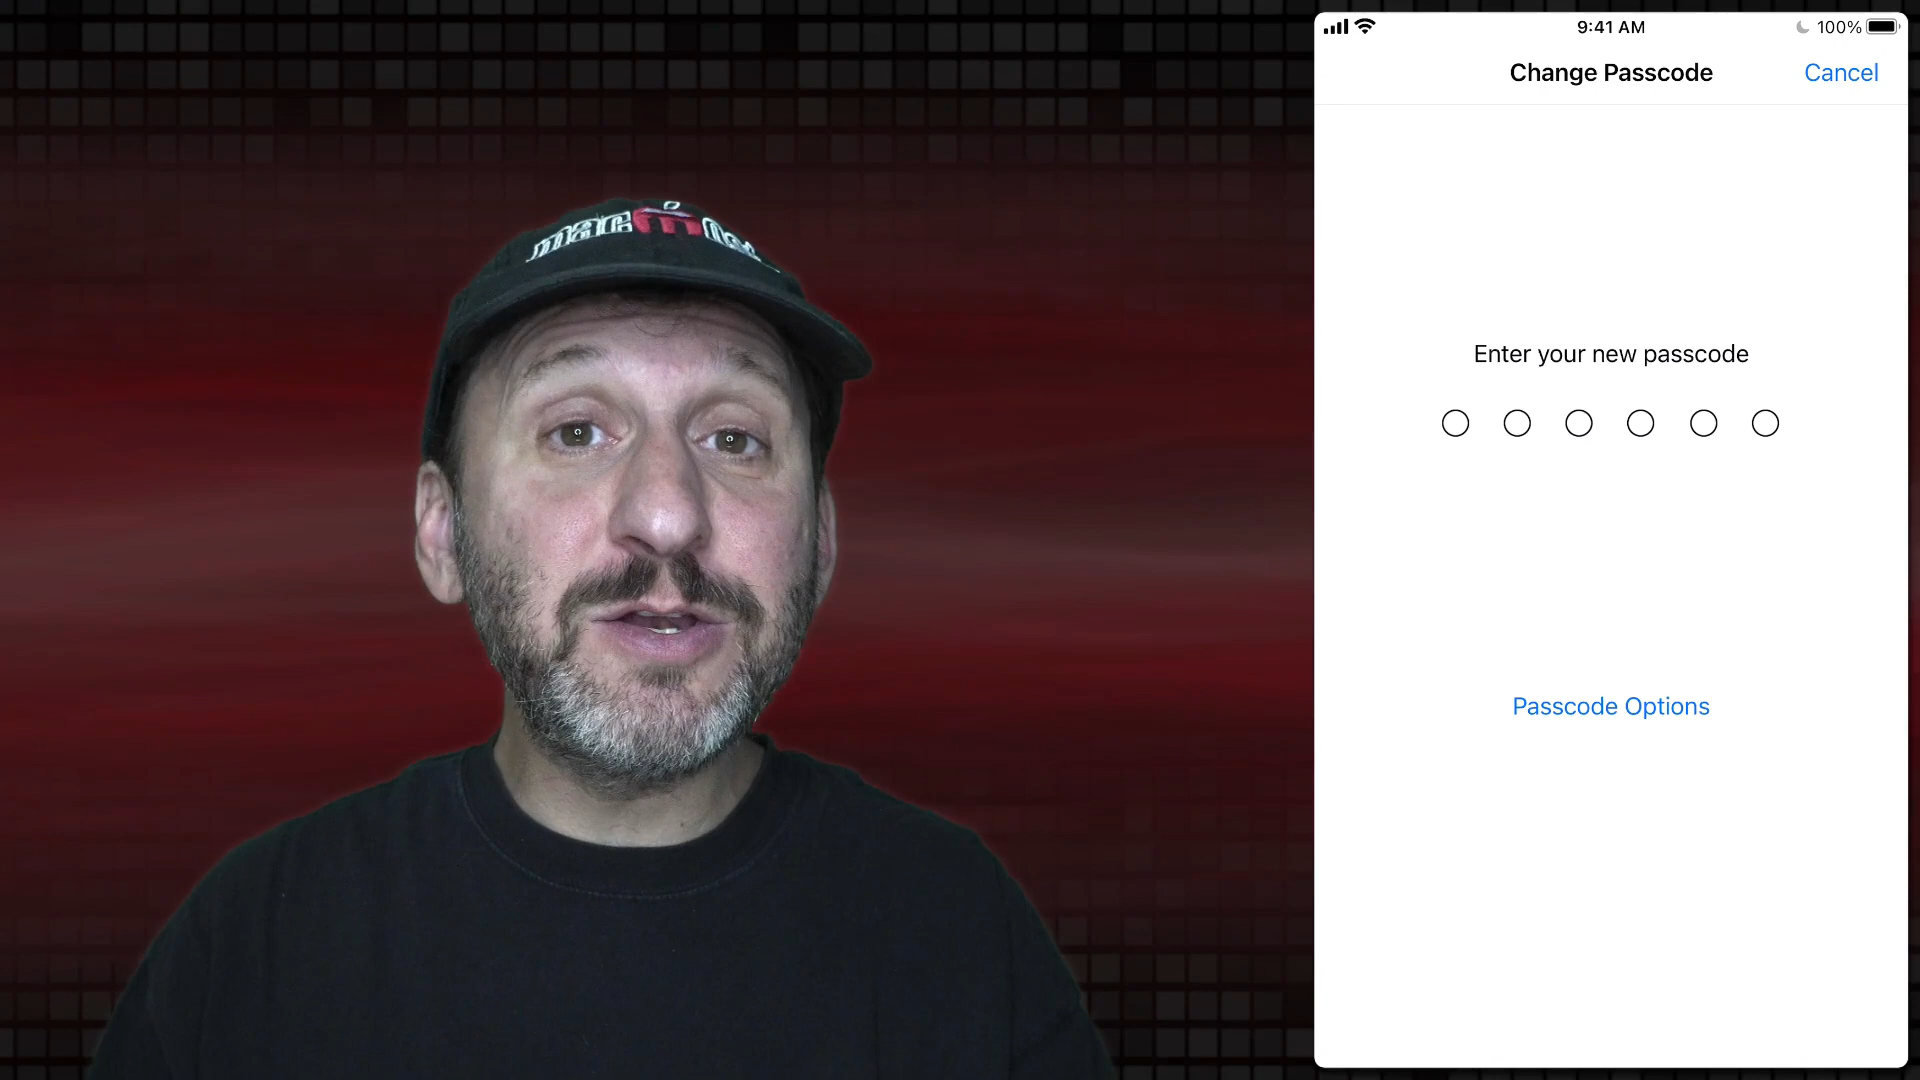 9:41 AM
100%
Change Passcode
Cancel
Enter your new passcode
Passcode Options